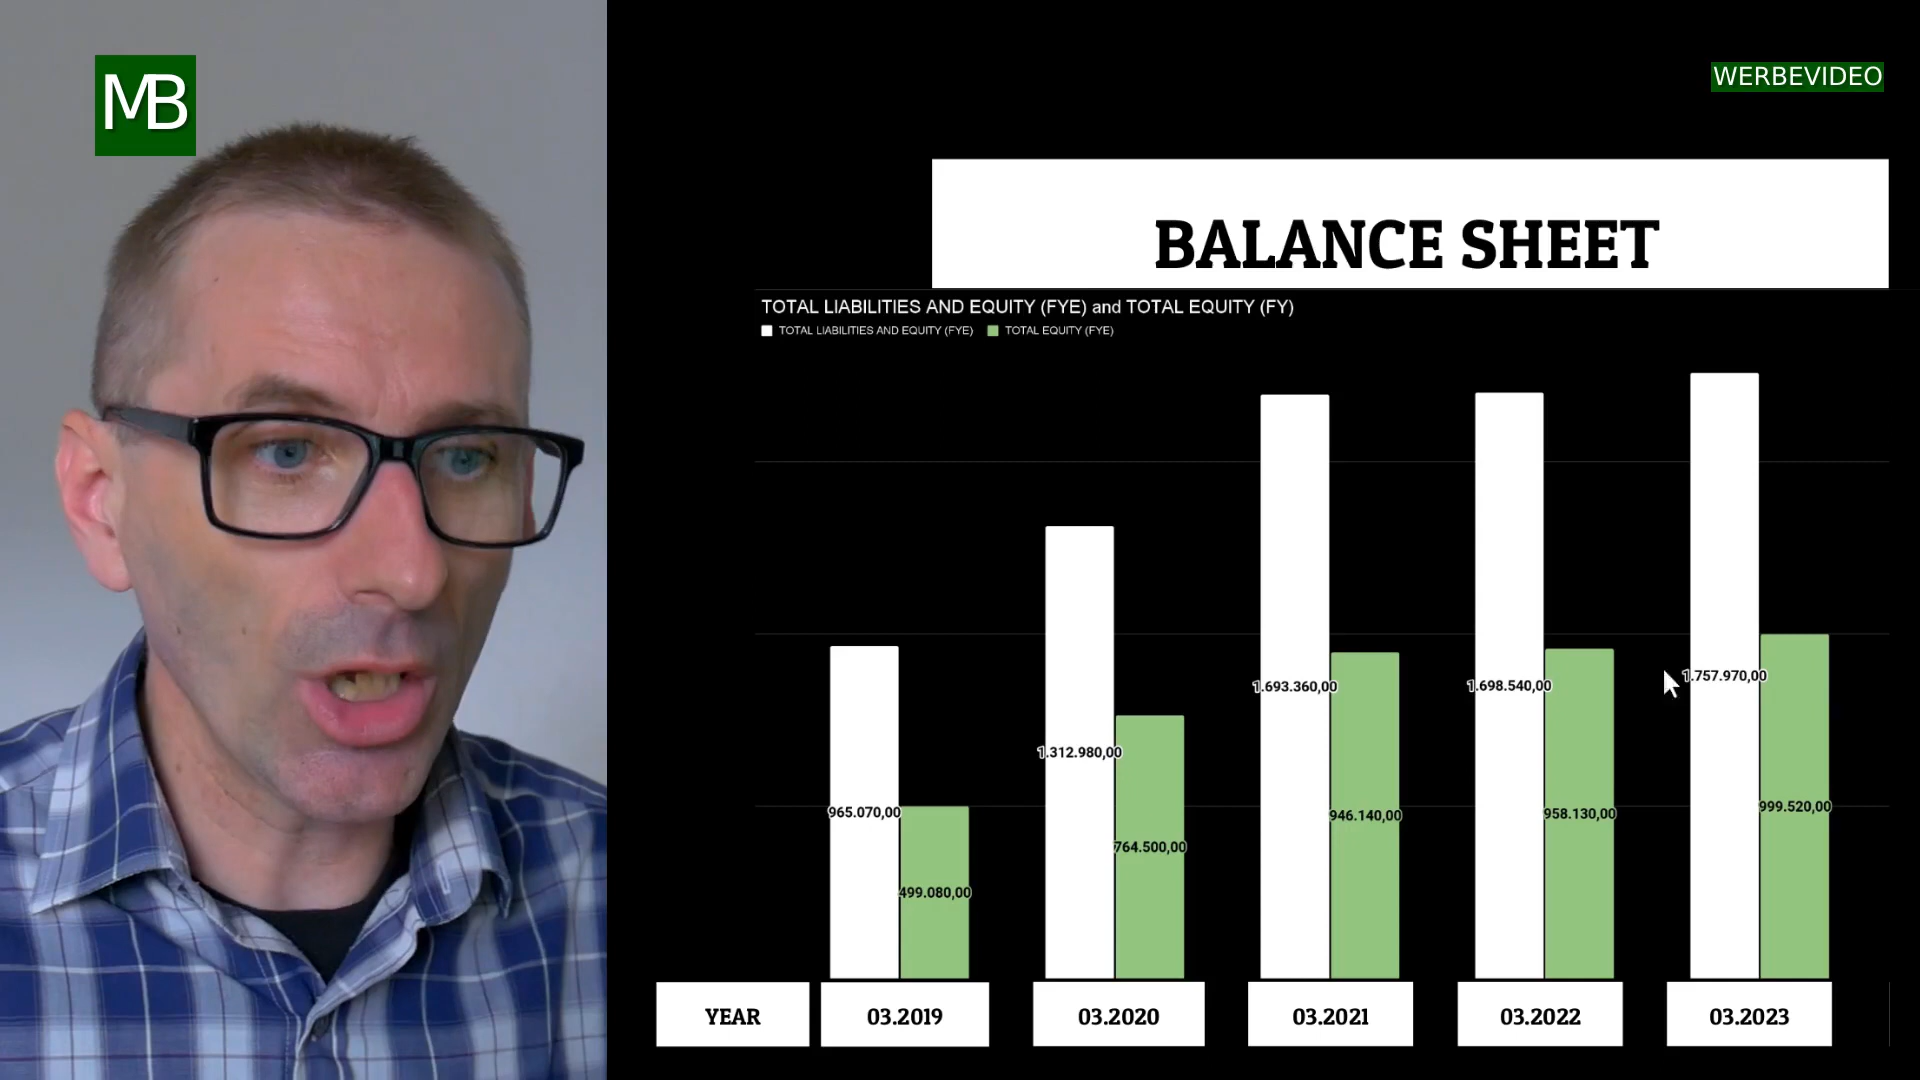 MB
WERBEVIDEO
BALANCE SHEET
TOTAL LIABILITIES AND EQUITY (FYE) and TOTAL EQUITY (FY)
TOTAL LIABILITIES AND EQUITY (FYE) TOTAL EQUITY (FYE)
965.070,00 499.080,00
1.312.980,00 764.500,00
1.693.360,00 946.140,00
1.698.540,00 958.130,00
1.757.970,00 999.520,00
YEAR 03.2019 03.2020 03.2021 03.2022 03.2023